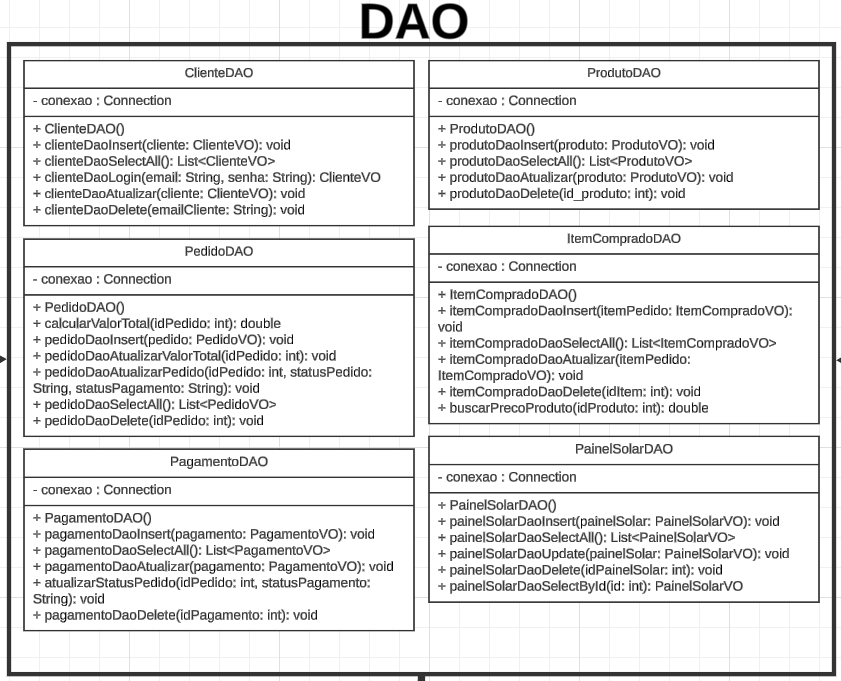 DAO
ClienteDAO
- conexao : Connection
+ ClienteDAO()
+ clienteDaoInsert(cliente: ClienteVO): void
+ clienteDaoSelectAll(): List<ClienteVO>
+ clienteDaoLogin(email: String, senha: String): ClienteVO
+ clienteDaoAtualizar(cliente: ClienteVO): void
+ clienteDaoDelete(emailCliente: String): void
PedidoDAO
- conexao : Connection
+ PedidoDAO()
+ calcularValorTotal(idPedido: int): double
+ pedidoDaoInsert(pedido: PedidoVO): void
+ pedidoDaoAtualizarValorTotal(idPedido: int): void
+ pedidoDaoAtualizarPedido(idPedido: int, statusPedido:
String, statusPagamento: String): void
+ pedidoDaoSelectAll(): List<PedidoVO>
+ pedidoDaoDelete(idPedido: int): void
PagamentoDAO
- conexao : Connection
+ PagamentoDAO()
+ pagamentoDaoInsert(pagamento: PagamentoVO): void
+ pagamentoDaoSelectAll(): List<PagamentoVO>
+ pagamentoDaoAtualizar(pagamento: PagamentoVO): void
+ atualizarStatusPedido(idPedido: int, statusPagamento:
String): void
+ pagamentoDaoDelete(idPagamento: int): void
ProdutoDAO
- conexao : Connection
+ ProdutoDAO()
+ produtoDaoInsert(produto: ProdutoVO): void
+ produtoDaoSelectAll(): List<ProdutoVO>
+ produtoDaoAtualizar(produto: ProdutoVO): void
+ produtoDaoDelete(id_produto: int): void
ItemCompradoDAO
- conexao : Connection
+ ItemCompradoDAO()
+ itemCompradoDaoInsert(itemPedido: ItemCompradoVO):
void
+ itemCompradoDaoSelectAll(): List<ItemCompradoVO>
+ itemCompradoDaoAtualizar(itemPedido:
ItemCompradoVO): void
+ itemCompradoDaoDelete(idItem: int): void
+ buscarPrecoProduto(idProduto: int): double
PainelSolarDAO
- conexao : Connection
+ PainelSolarDAO()
+ painelSolarDaoInsert(painelSolar: PainelSolarVO): void
+ painelSolarDaoSelectAll(): List<PainelSolarVO>
+ painelSolarDaoUpdate(painelSolar: PainelSolarVO): void
+ painelSolarDaoDelete(idPainelSolar: int): void
+ painelSolarDaoSelectById(id: int): PainelSolarVO